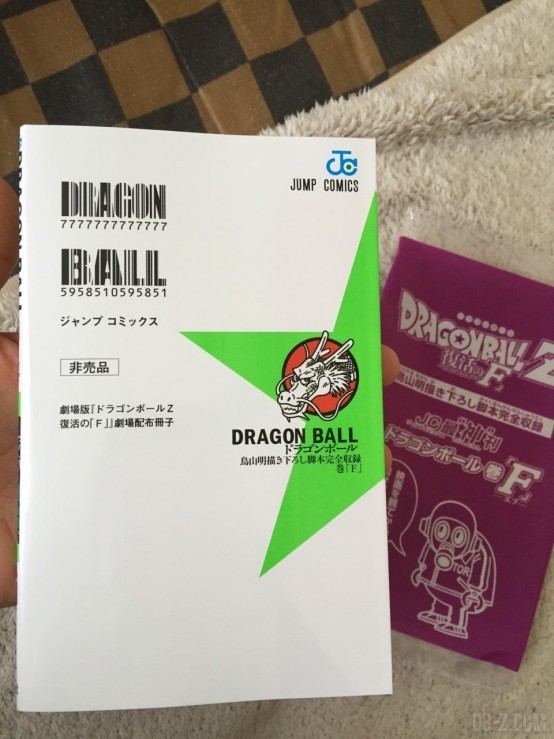 DRAGON BALL
JUMP COMICS
DRAGON
7777777777777
BALL
5958510595851
ジャンプ コミックス
非売品
劇場版『ドラゴンボールZ
復活の「F」』劇場配布冊子
DRAGON BALL
ドラゴンボール
鳥山明描き下ろし脚本完全収録
巻「F」
DRAGONBALL Z
復活の「F」
鳥山明描き下ろし脚本完全収録
ドラゴンボール 巻「F」
TOR
DB-Z.COM